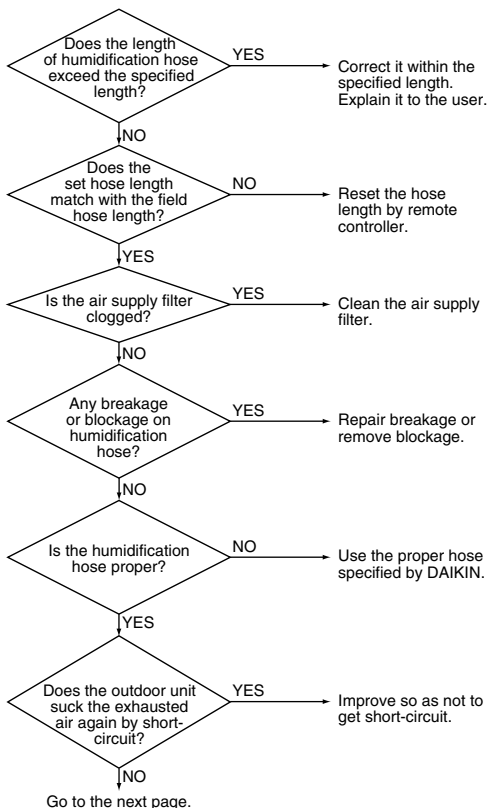 Does the length
of humidification hose
exceed the specified
length?
YES
Correct it within the
specified length.
Explain it to the user.
NO
Does the
set hose length
match with the field
hose length?
NO
Reset the hose
length by remote
controller.
YES
Is the air supply filter
clogged?
YES
Clean the air supply
filter.
NO
Any breakage
or blockage on
humidification
hose?
YES
Repair breakage or
remove blockage.
NO
Is the humidification
hose proper?
NO
Use the proper hose
specified by DAIKIN.
YES
Does the outdoor unit
suck the exhausted
air again by short-
circuit?
YES
Improve so as not to
get short-circuit.
NO
Go to the next page.